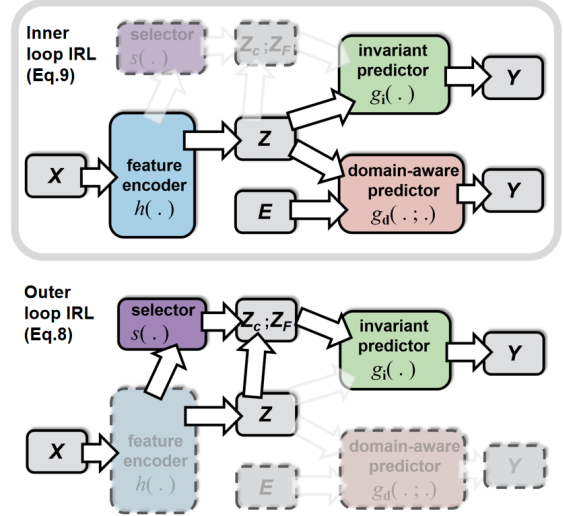 Inner
loop IRL
(Eq.9)
selector
s(.)
Z_c;Z_F
invariant
predictor
g_i(.)
Y
X
feature
encoder
h(.)
Z
E
domain-aware
predictor
g_d(.;.)
Y
Outer
loop IRL
(Eq.8)
selector
s(.)
Z_c;Z_F
invariant
predictor
g_i(.)
Y
X
feature
encoder
h(.)
Z
E
domain-aware
predictor
g_d(.;.)
Y